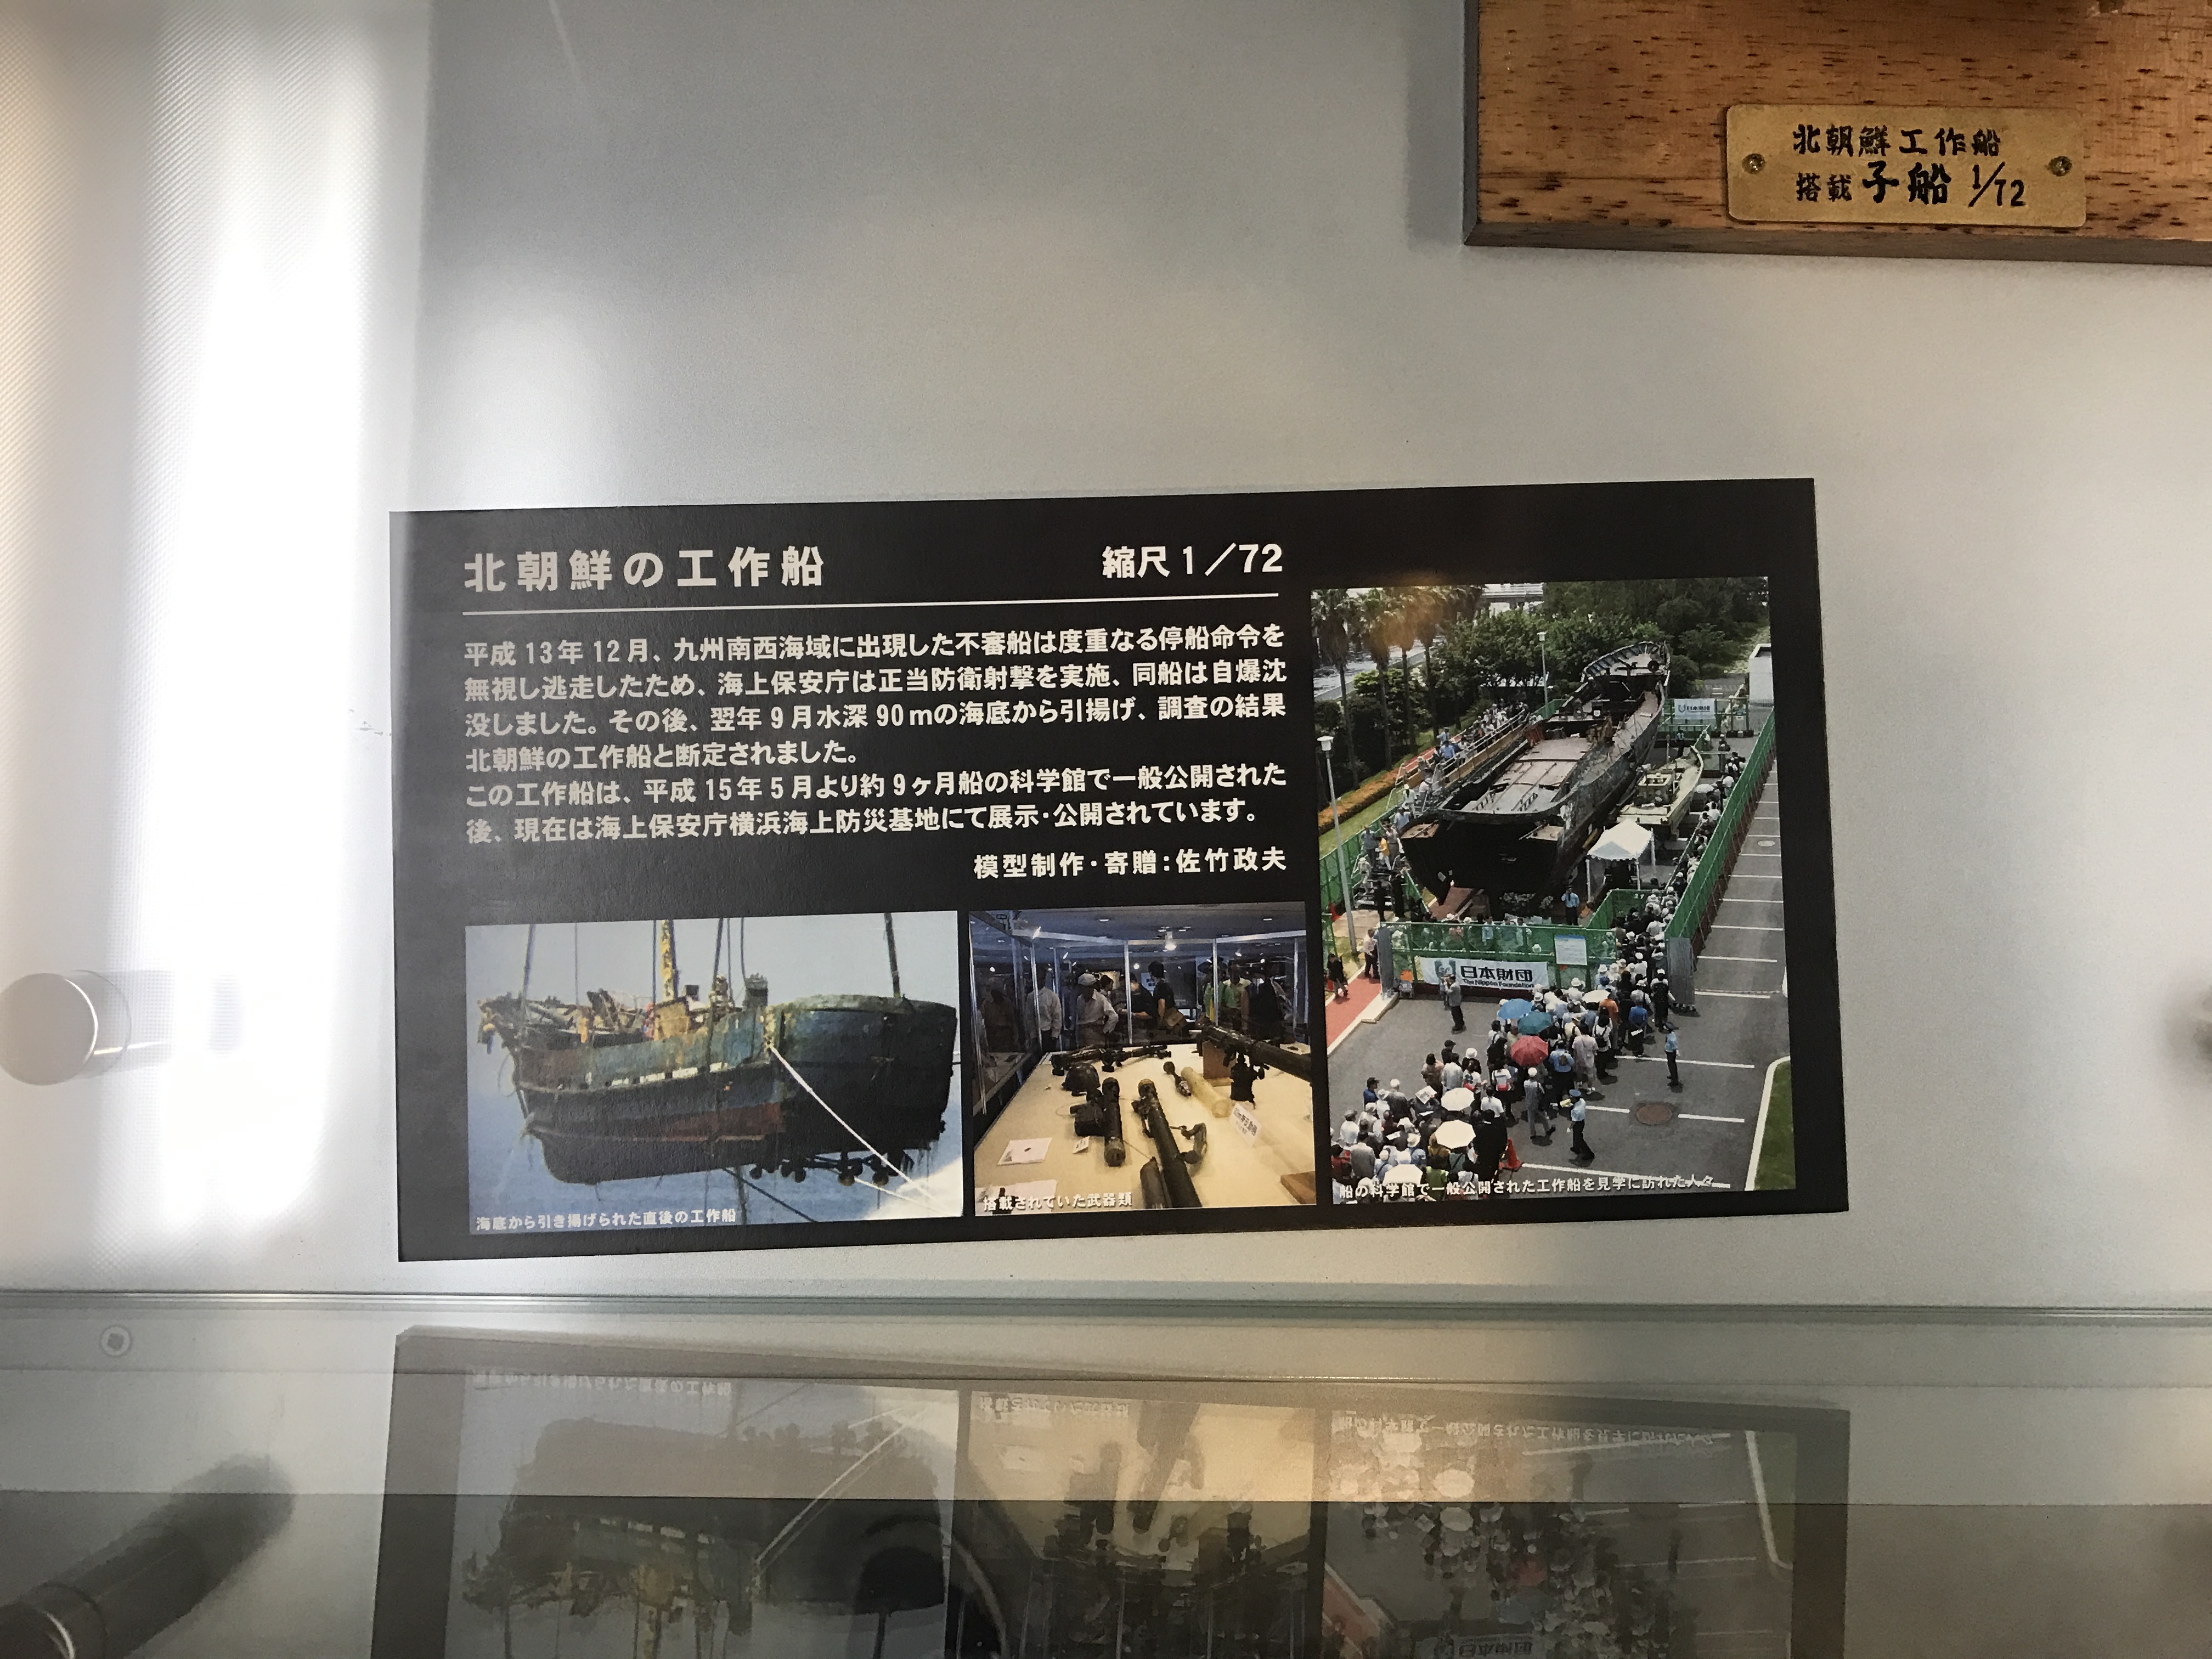 北朝鮮工作船
搭載 子船 1/72
北朝鮮の工作船 縮尺 1／72
平成 13 年 12 月、九州南西海域に出現した不審船は度重なる停船命令を
無視し逃走したため、海上保安庁は正当防衛射撃を実施、同船は自爆沈
没しました。その後、翌年 9 月水深 90 mの海底から引揚げ、調査の結果
北朝鮮の工作船と断定されました。
この工作船は、平成 15 年 5 月より約 9 ヶ月船の科学館で一般公開された
後、現在は海上保安庁横浜海上防災基地にて展示・公開されています。
模型制作・寄贈：佐竹政夫
海底から引き揚げられた直後の工作船
搭載されていた武器類
日本財団
The Nippon Foundation
船の科学館で一般公開された工作船を見学に訪れた人々